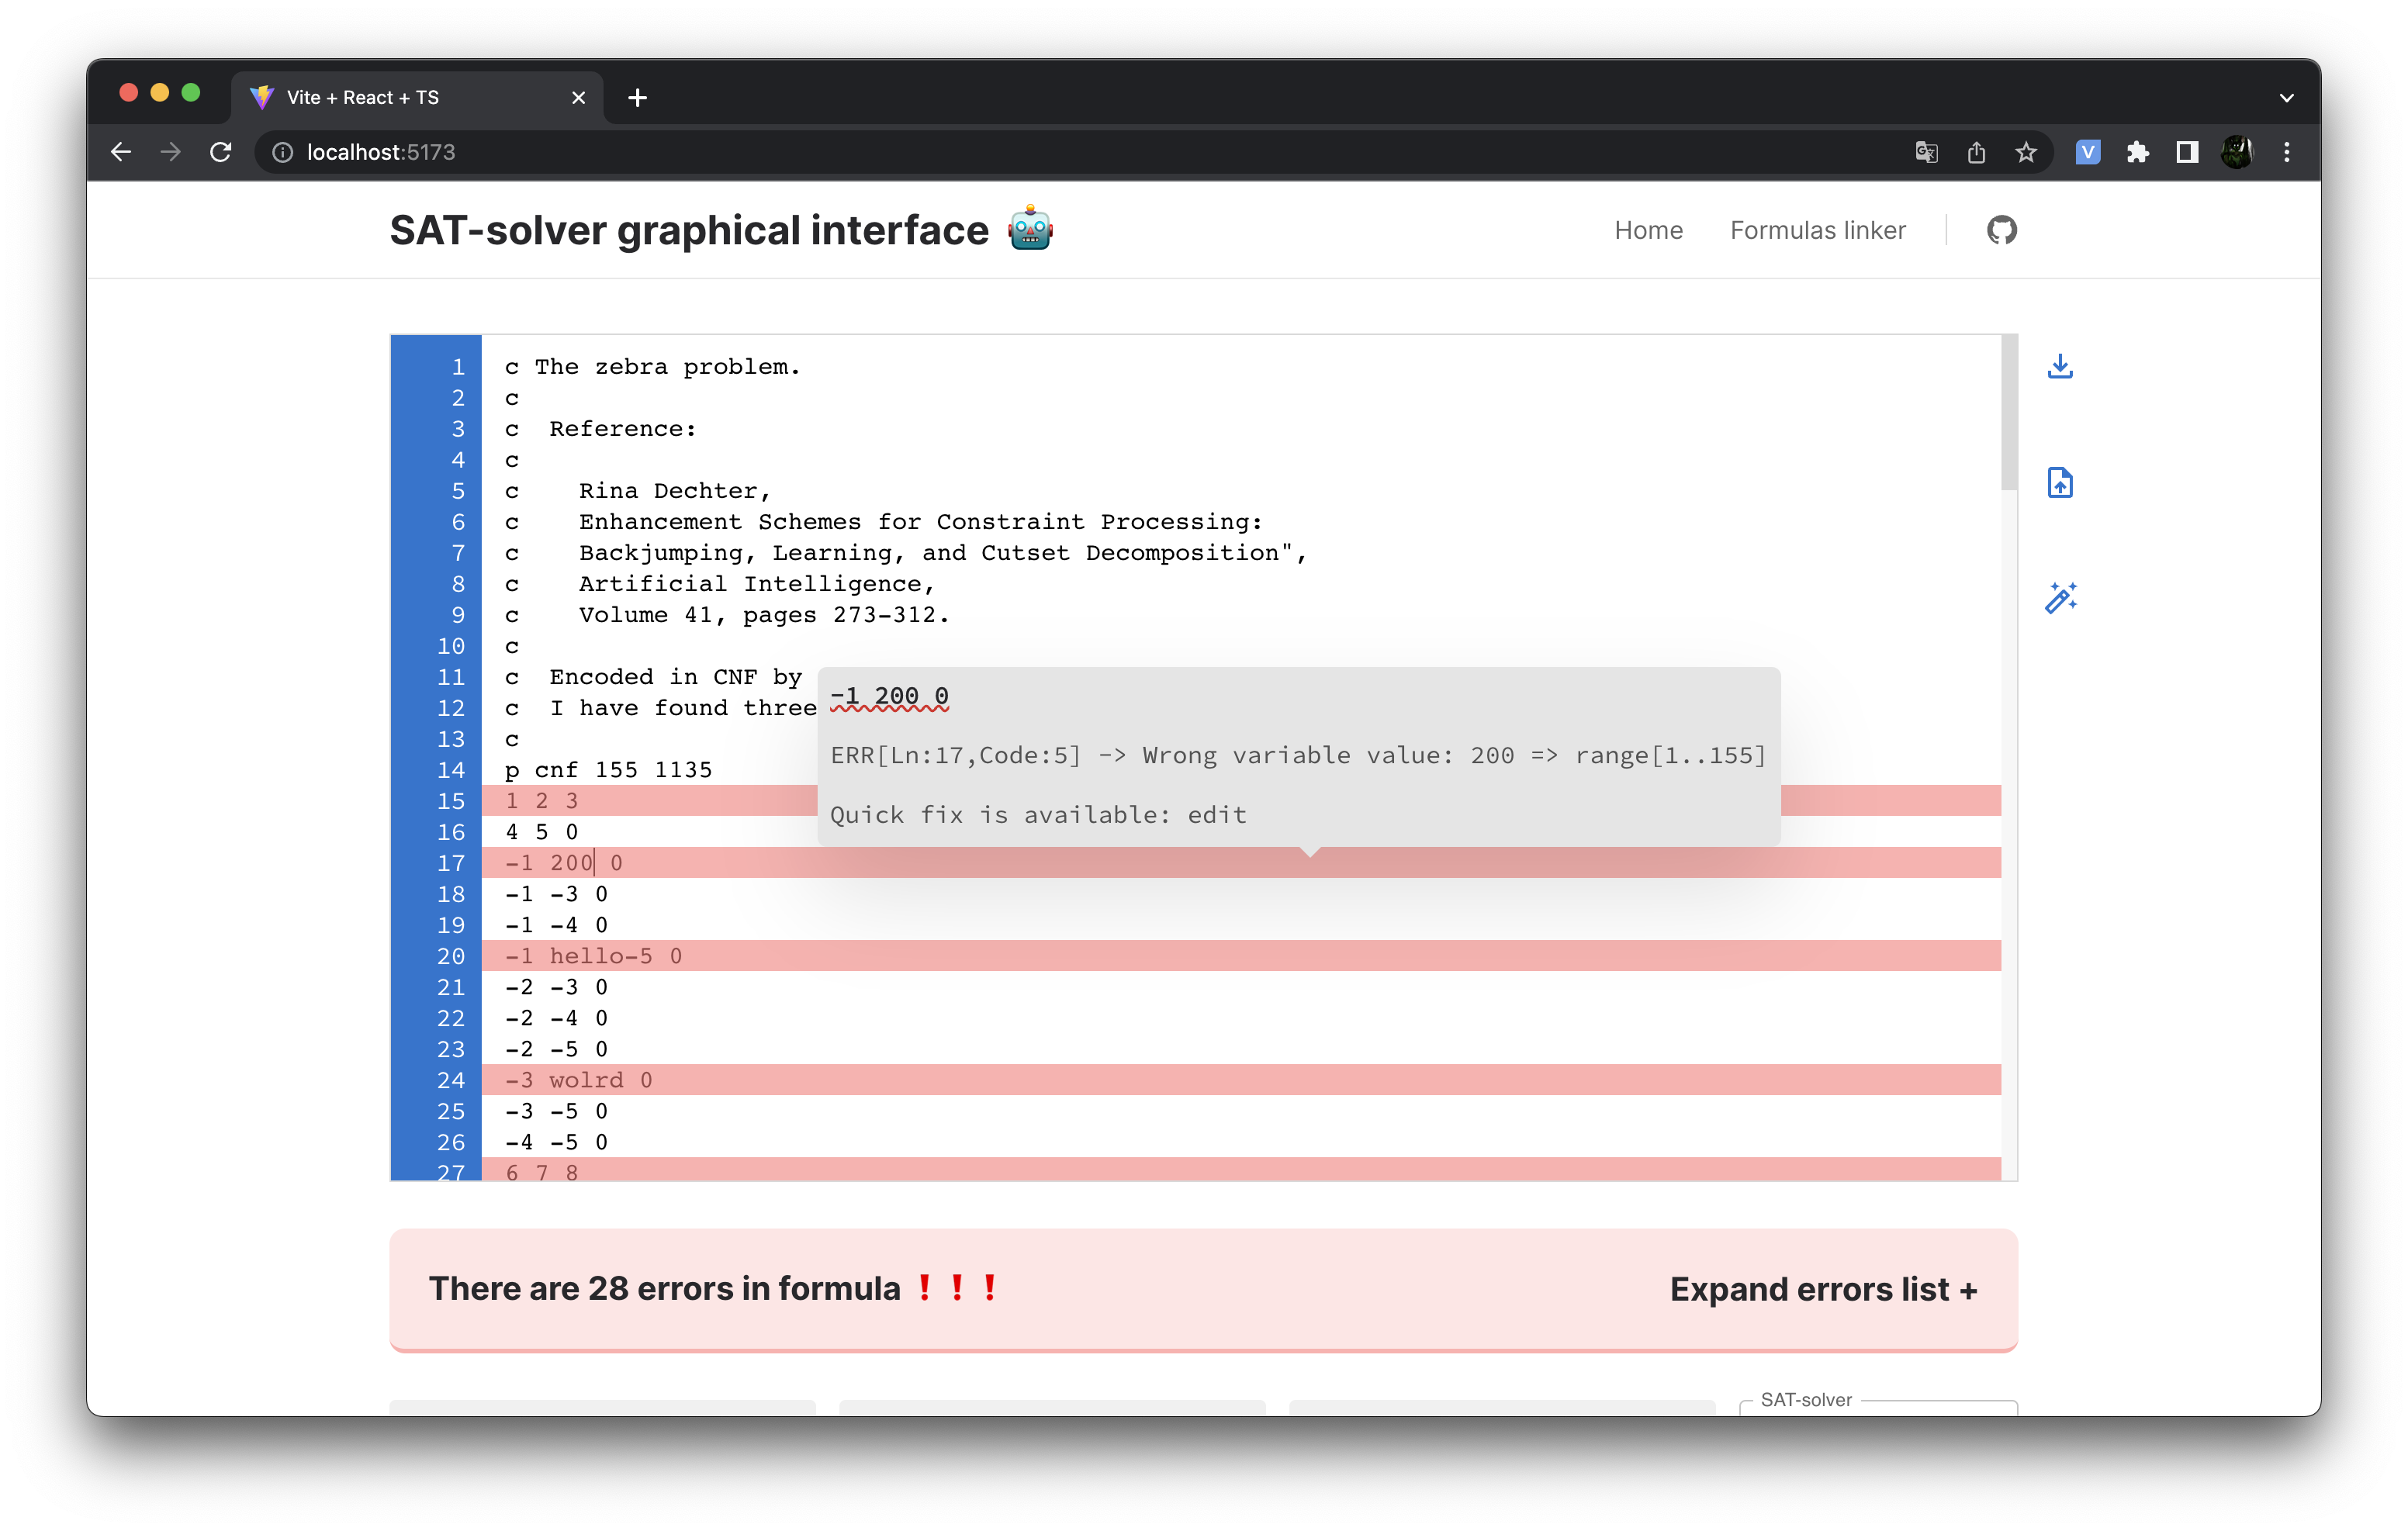 Vite + React + TS
localhost:5173
SAT-solver graphical interface
Home
Formulas linker
1 c The zebra problem.
2 c
3 c  Reference:
4 c
5 c    Rina Dechter,
6 c    Enhancement Schemes for Constraint Processing:
7 c    Backjumping, Learning, and Cutset Decomposition",
8 c    Artificial Intelligence,
9 c    Volume 41, pages 273-312.
10 c
11 c  Encoded in CNF by
12 c  I have found three
13 c
14 p cnf 155 1135
15 1 2 3
16 4 5 0
17 -1 200 0
18 -1 -3 0
19 -1 -4 0
20 -1 hello-5 0
21 -2 -3 0
22 -2 -4 0
23 -2 -5 0
24 -3 wolrd 0
25 -3 -5 0
26 -4 -5 0
27 6 7 8
-1 200 0
ERR[Ln:17,Code:5] -> Wrong variable value: 200 => range[1..155]
Quick fix is available: edit
There are 28 errors in formula ❗❗❗
Expand errors list +
SAT-solver